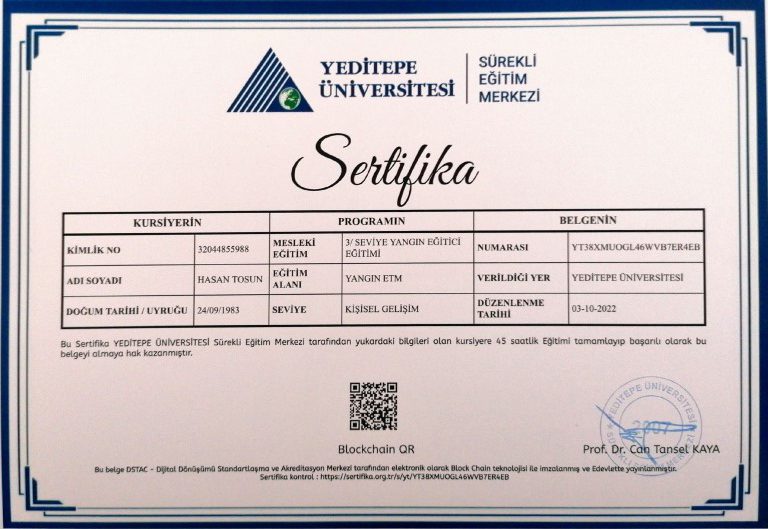 YEDİTEPE
ÜNİVERSİTESİ
SÜREKLİ
EĞİTİM
MERKEZİ
Sertifika
KURSİYERİN PROGRAMIN BELGENİN
KİMLİK NO 32044855988 MESLEKİ EĞİTİM 3/ SEVİYE YANGIN EĞİTİCİ EĞİTİMİ NUMARASI YT38XMUOGL46WVB7ER4EB
ADI SOYADI HASAN TOSUN EĞİTİM ALANI YANGIN ETM VERİLDİĞİ YER YEDİTEPE ÜNİVERSİTESİ
DOĞUM TARİHİ / UYRUĞU 24/09/1983 SEVİYE KİŞİSEL GELİŞİM DÜZENLENME TARİHİ 03-10-2022
Bu Sertifika YEDİTEPE ÜNİVERSİTESİ Sürekli Eğitim Merkezi tarafından yukardaki bilgileri olan kursiyere 45 saatlik Eğitimi tamamlayıp başarılı olarak bu
belgeyi almaya hak kazanmıştır.
YEDİTEPE ÜNİVERSİTESİ
2007
Blockchain QR
Prof. Dr. Can Tansel KAYA
Bu belge DSTAC - Dijital Dönüşümü Standartlaşma ve Akreditasyon Merkezi tarafından elektronik olarak Block Chain teknolojisi ile imzalanmış ve Edevlette yayınlanmıştır.
Sertifika kontrol : https://sertifika.org.tr/s/yt/YT38XMUOGL46WVB7ER4EB